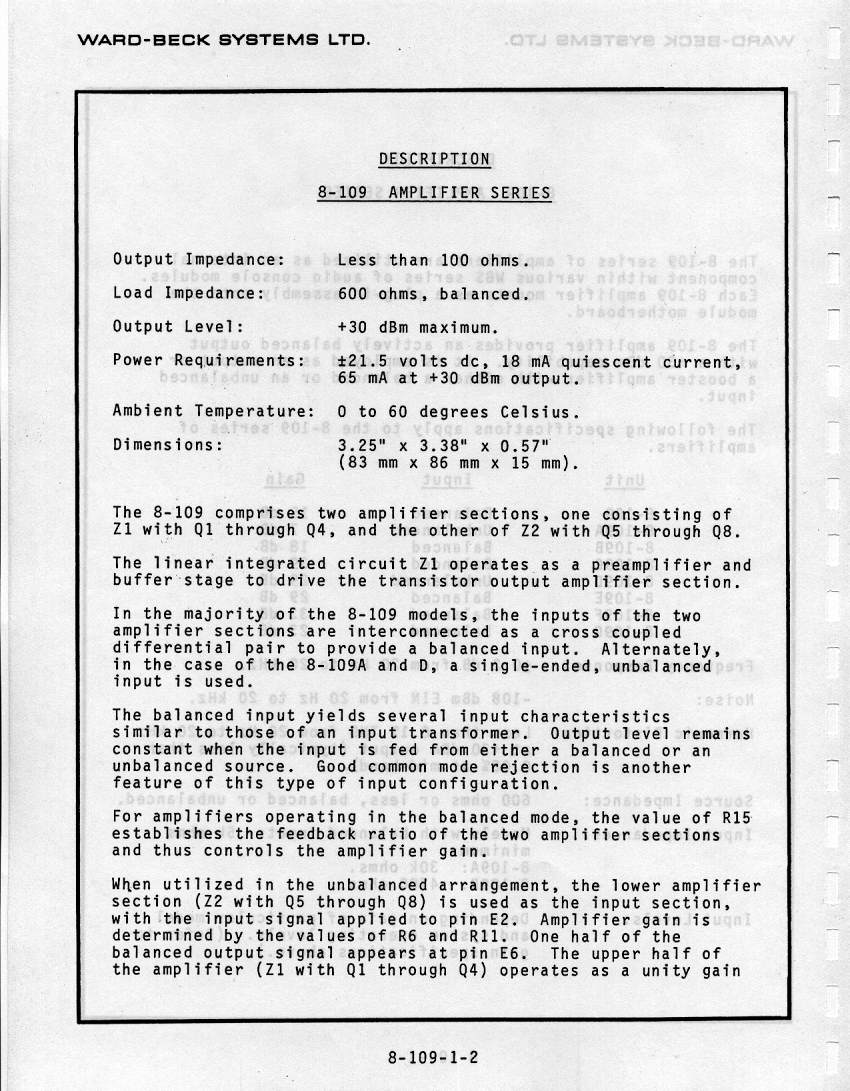 WARD-BECK SYSTEMS LTD.
DESCRIPTION
8-109 AMPLIFIER SERIES
Output Impedance: Less than 100 ohms.
Load Impedance: 600 ohms, balanced.
Output Level: +30 dBm maximum.
Power Requirements: ±21.5 volts dc, 18 mA quiescent current,
65 mA at +30 dBm output.
Ambient Temperature: 0 to 60 degrees Celsius.
Dimensions: 3.25" x 3.38" x 0.57"
(83 mm x 86 mm x 15 mm).
The 8-109 comprises two amplifier sections, one consisting of
Z1 with Q1 through Q4, and the other of Z2 with Q5 through Q8.
The linear integrated circuit Z1 operates as a preamplifier and
buffer stage to drive the transistor output amplifier section.
In the majority of the 8-109 models, the inputs of the two
amplifier sections are interconnected as a cross coupled
differential pair to provide a balanced input. Alternately,
in the case of the 8-109A and D, a single-ended, unbalanced
input is used.
The balanced input yields several input characteristics
similar to those of an input transformer. Output level remains
constant when the input is fed from either a balanced or an
unbalanced source. Good common mode rejection is another
feature of this type of input configuration.
For amplifiers operating in the balanced mode, the value of R15
establishes the feedback ratio of the two amplifier sections
and thus controls the amplifier gain.
When utilized in the unbalanced arrangement, the lower amplifier
section (Z2 with Q5 through Q8) is used as the input section,
with the input signal applied to pin E2. Amplifier gain is
determined by the values of R6 and R11. One half of the
balanced output signal appears at pin E6. The upper half of
the amplifier (Z1 with Q1 through Q4) operates as a unity gain
8-109-1-2